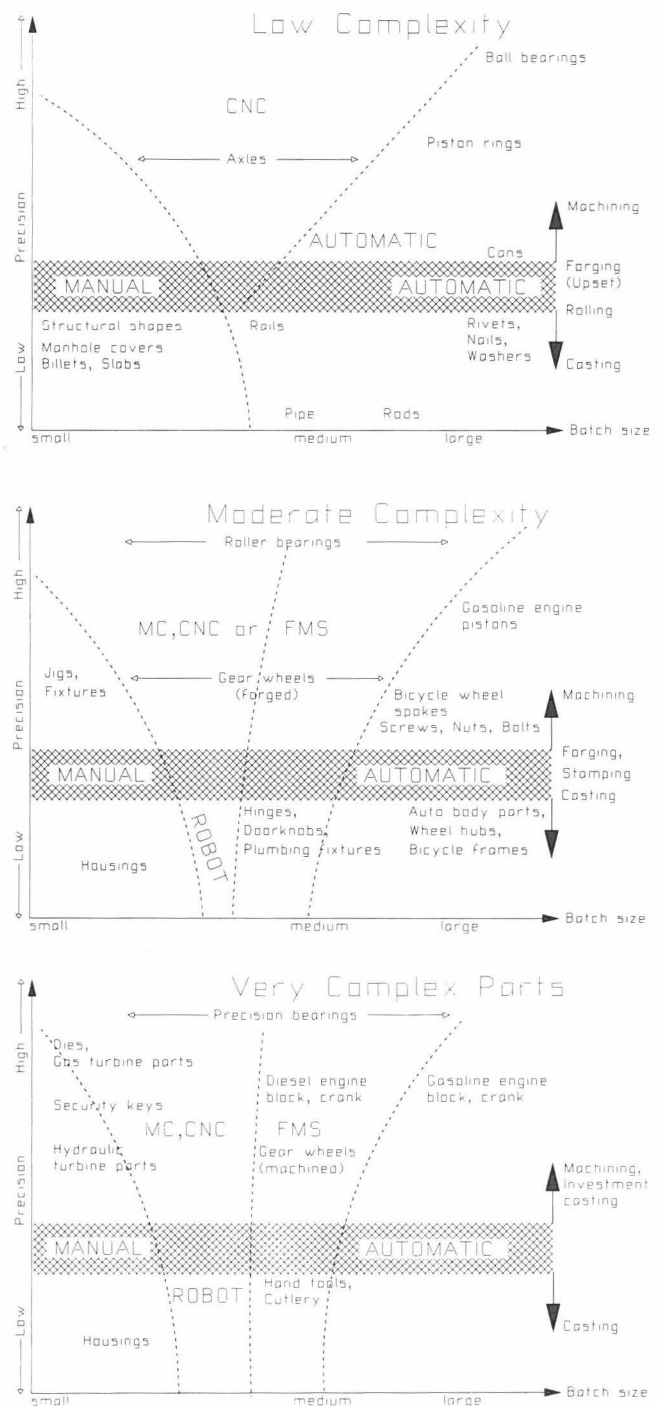 Low Complexity
High
Precision
Low
Ball bearings
CNC
Piston rings
Axles
Machining
AUTOMATIC
Cans
MANUAL
AUTOMATIC
Forging
(Upset)
Structural shapes
Rails
Rivets,
Nails,
Washers
Rolling
Manhole covers
Billets, Slabs
Casting
Pipe
Rods
small
medium
large
Batch size
Moderate Complexity
High
Precision
Low
Roller bearings
Gasoline engine
pistons
MC,CNC or FMS
Jigs,
Fixtures
Gear wheels
(forged)
Bicycle wheel
spokes
Screws, Nuts, Bolts
Machining
MANUAL
AUTOMATIC
Forging,
Stamping
Casting
ROBOT
Hinges,
Doorknobs,
Plumbing fixtures
Auto body parts,
Wheel hubs,
Bicycle frames
Housings
small
medium
large
Batch size
Very Complex Parts
High
Precision
Low
Precision bearings
Dies,
Gas turbine parts
Diesel engine
block, crank
Gasoline engine
block, crank
Security keys
MC,CNC
FMS
Hydraulic
turbine parts
Gear wheels
(machined)
Machining,
Investment
casting
MANUAL
AUTOMATIC
ROBOT
Hand tools,
Cutlery
Housings
Casting
small
medium
large
Batch size